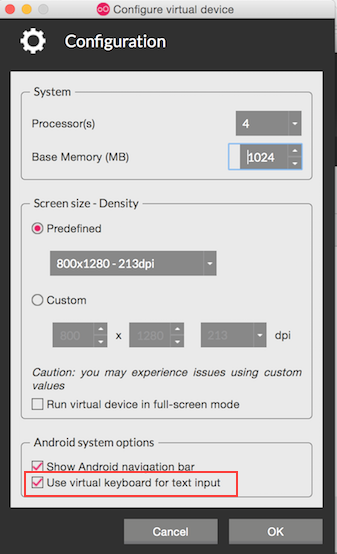 Configure virtual device
Configuration
System
Processor(s)
4
Base Memory (MB)
1024
Screen size - Density
Predefined
800x1280 - 213dpi
Custom
800
x
1280
213
dpi
Caution: you may experience issues using custom
values
Run virtual device in full-screen mode
Android system options
Show Android navigation bar
Use virtual keyboard for text input
Cancel
OK